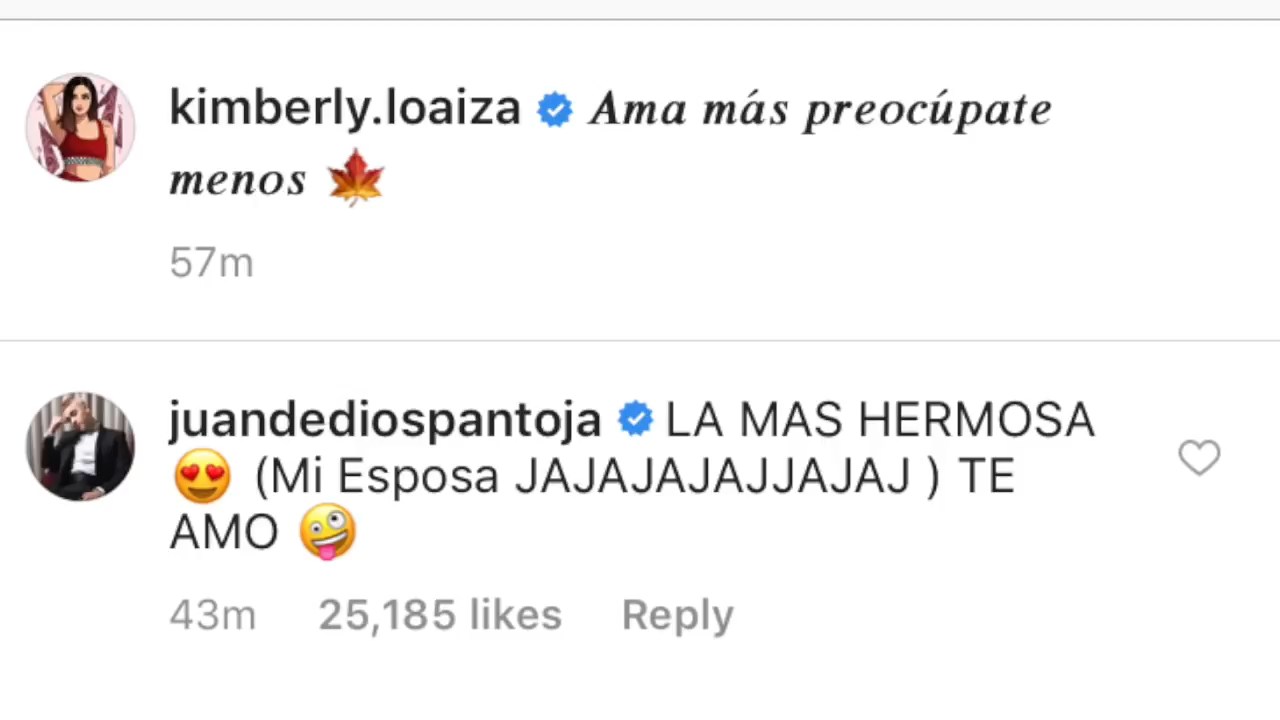 kimberly.loaiza Ama más preocúpate
menos 🍁
57m
juandediospantoja LA MAS HERMOSA
😍 (Mi Esposa JAJAJAJAJJAJAJ ) TE
AMO 🤪
43m 25,185 likes Reply